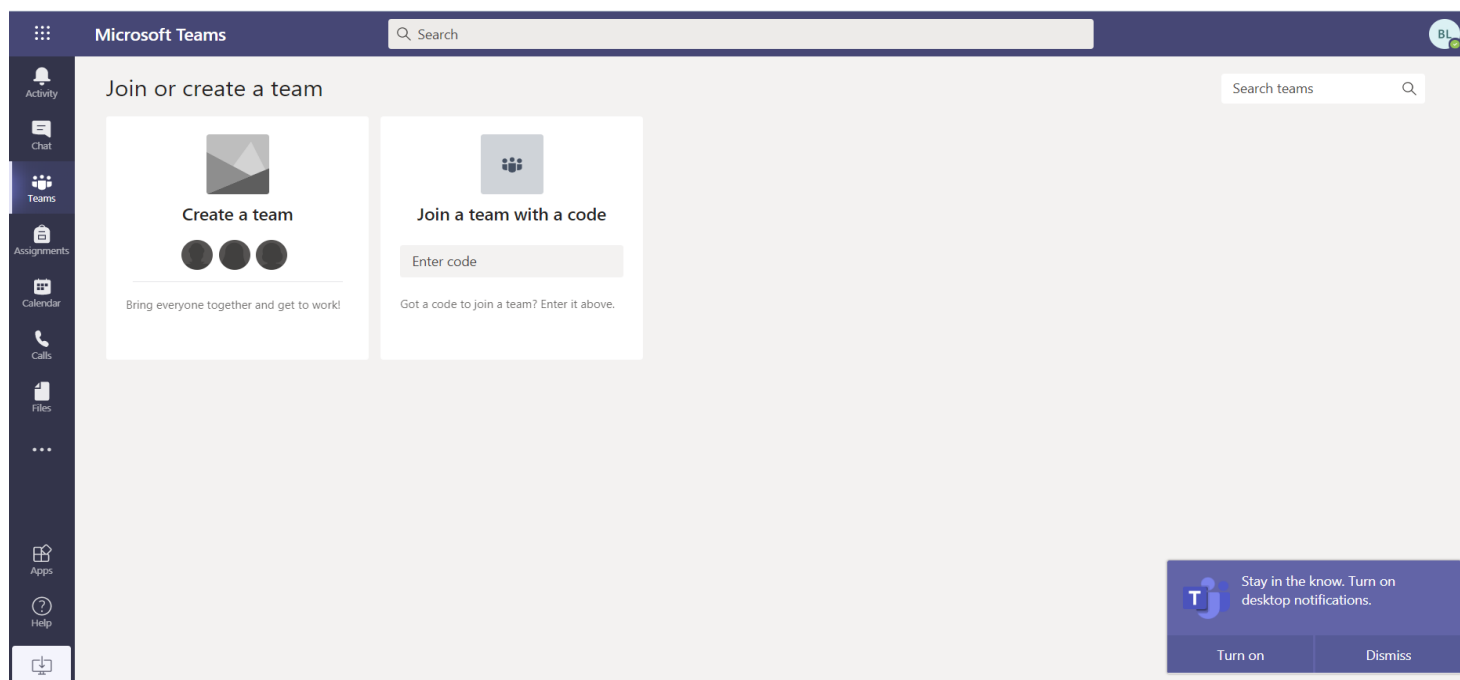 Microsoft Teams
Search
BL
Activity
Chat
Teams
Assignments
Calendar
Calls
Files
Apps
Help
Join or create a team
Search teams
Create a team
Bring everyone together and get to work!
Join a team with a code
Enter code
Got a code to join a team? Enter it above.
T
Stay in the know. Turn on
desktop notifications.
Turn on
Dismiss